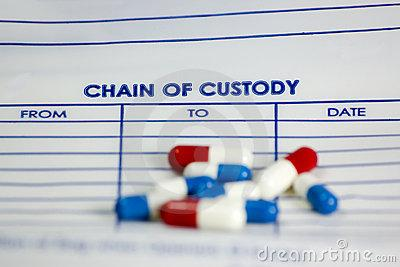 CHAIN OF CUSTODY
FROM TO DATE
dreamstime.com